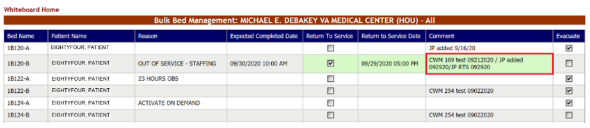 Whiteboard Home
Bulk Bed Management: MICHAEL E. DEBAKEY VA MEDICAL CENTER (HOU) - All
Bed Name Patient Name Reason Expected Completed Date Return To Service Return to Service Date Comment Evacuate
1B120-A EIGHTYFOUR, PATIENT JP added 9/16/20
1B120-B EIGHTYFOUR, PATIENT OUT OF SERVICE - STAFFING 09/30/2020 10:00 AM 09/29/2020 05:00 PM CWM 169 test 09212020 / JP added
092920/JP RTS 092920
1B122-A EIGHTYFOUR, PATIENT 23 HOURS OBS
1B122-B EIGHTYFOUR, PATIENT CWM 254 test 09022020
1B124-A EIGHTYFOUR, PATIENT ACTIVATE ON DEMAND
1B124-B EIGHTYFOUR, PATIENT CWM 254 test 09022020